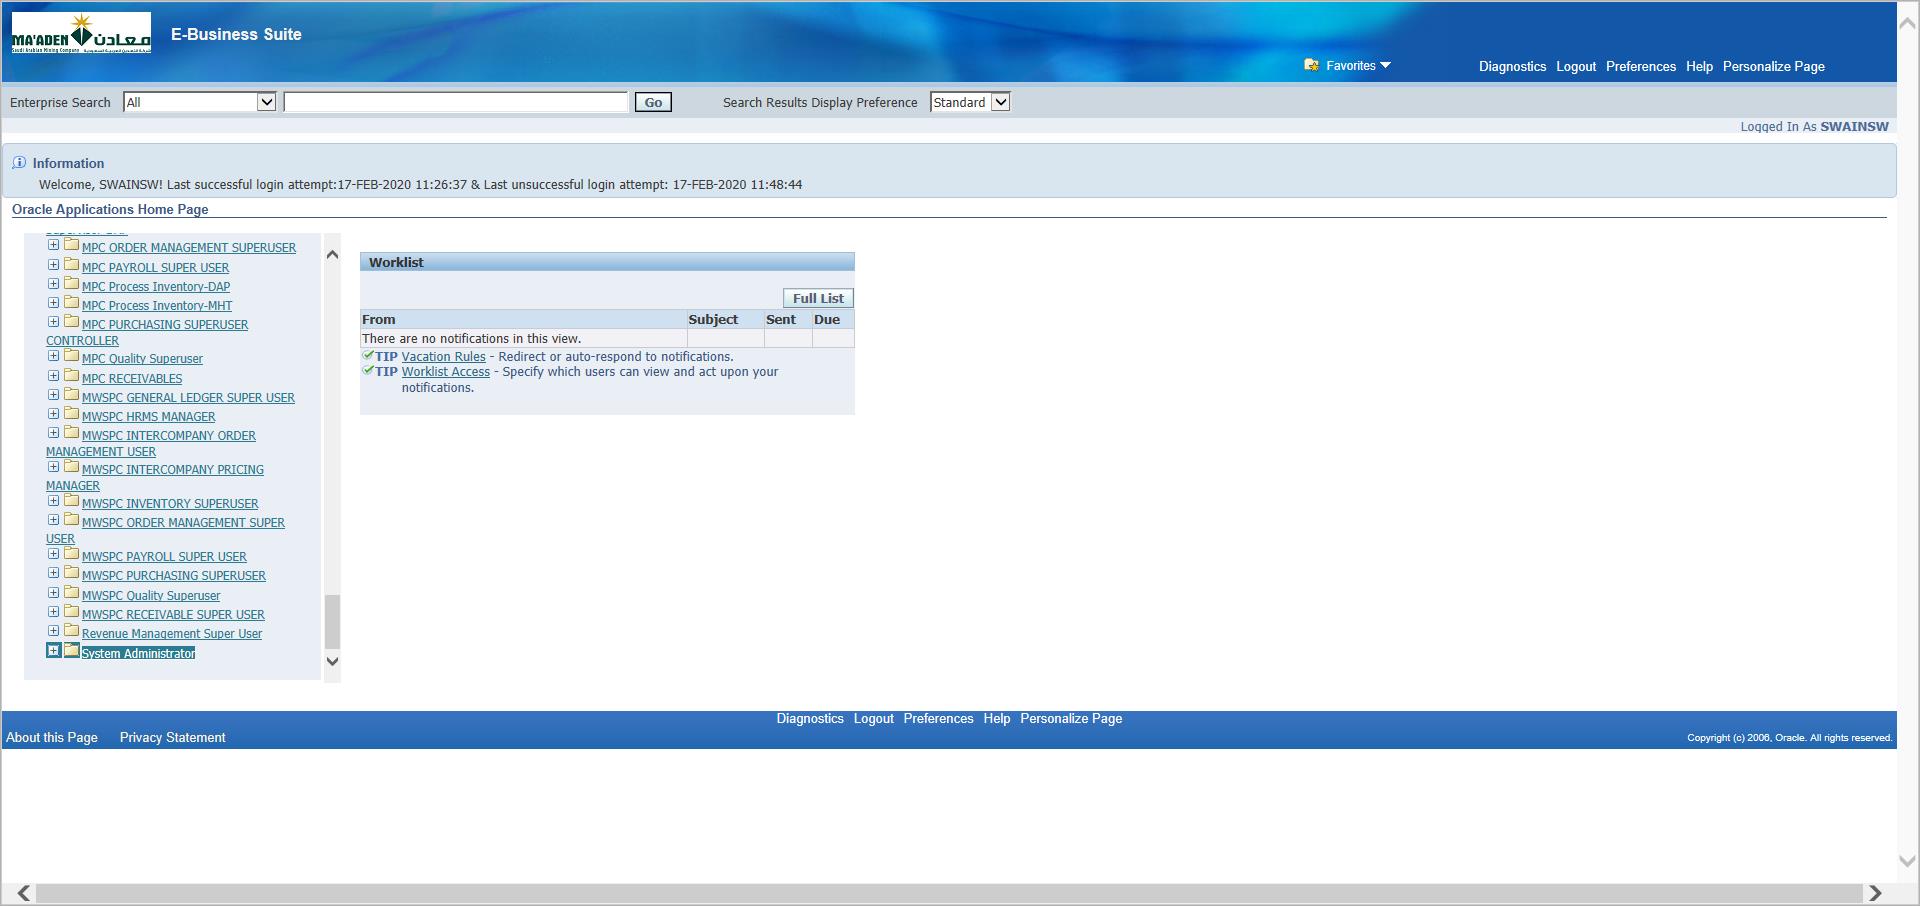 MA'ADEN معادن
Saudi Arabian Mining Company
E-Business Suite
Favorites
Diagnostics Logout Preferences Help Personalize Page
Enterprise Search All Go Search Results Display Preference Standard
Logged In As SWAINSW
Information
Welcome, SWAINSW! Last successful login attempt:17-FEB-2020 11:26:37 & Last unsuccessful login attempt: 17-FEB-2020 11:48:44
Oracle Applications Home Page
MPC ORDER MANAGEMENT SUPERUSER
MPC PAYROLL SUPER USER
MPC Process Inventory-DAP
MPC Process Inventory-MHT
MPC PURCHASING SUPERUSER
CONTROLLER
MPC Quality Superuser
MPC RECEIVABLES
MWSPC GENERAL LEDGER SUPER USER
MWSPC HRMS MANAGER
MWSPC INTERCOMPANY ORDER
MANAGEMENT USER
MWSPC INTERCOMPANY PRICING
MANAGER
MWSPC INVENTORY SUPERUSER
MWSPC ORDER MANAGEMENT SUPER
USER
MWSPC PAYROLL SUPER USER
MWSPC PURCHASING SUPERUSER
MWSPC Quality Superuser
MWSPC RECEIVABLE SUPER USER
Revenue Management Super User
System Administrator
Worklist
Full List
From Subject Sent Due
There are no notifications in this view.
TIP Vacation Rules - Redirect or auto-respond to notifications.
TIP Worklist Access - Specify which users can view and act upon your
notifications.
Diagnostics Logout Preferences Help Personalize Page
About this Page Privacy Statement
Copyright (c) 2006, Oracle. All rights reserved.